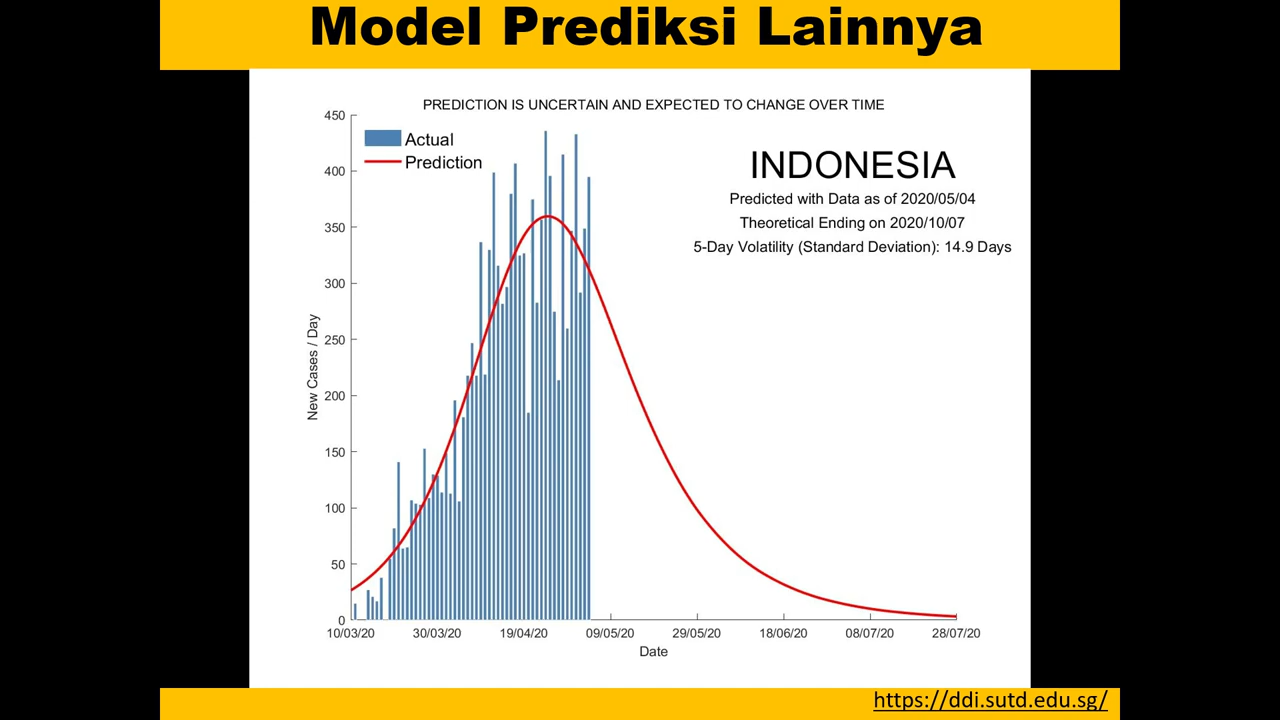 Model Prediksi Lainnya
PREDICTION IS UNCERTAIN AND EXPECTED TO CHANGE OVER TIME
Actual
Prediction
INDONESIA
Predicted with Data as of 2020/05/04
Theoretical Ending on 2020/10/07
5-Day Volatility (Standard Deviation): 14.9 Days
New Cases / Day
450
400
350
300
250
200
150
100
50
0
10/03/20 30/03/20 19/04/20 09/05/20 29/05/20 18/06/20 08/07/20 28/07/20
Date
https://ddi.sutd.edu.sg/